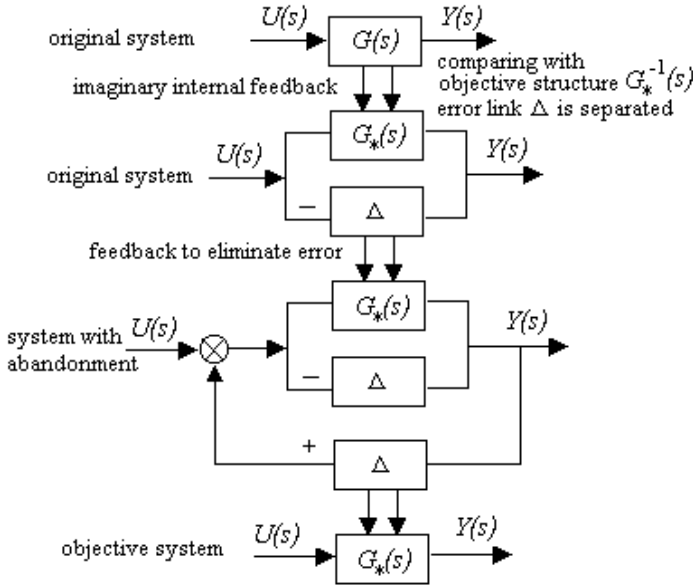 original system
U(s)
G(s)
Y(s)
imaginary internal feedback
comparing with
objective structure G*⁻¹(s)
error link Δ is separated
original system
U(s)
G*(s)
Y(s)
−
Δ
feedback to eliminate error
system with
abandonment
U(s)
G*(s)
Y(s)
−
Δ
+
Δ
objective system
U(s)
G*(s)
Y(s)